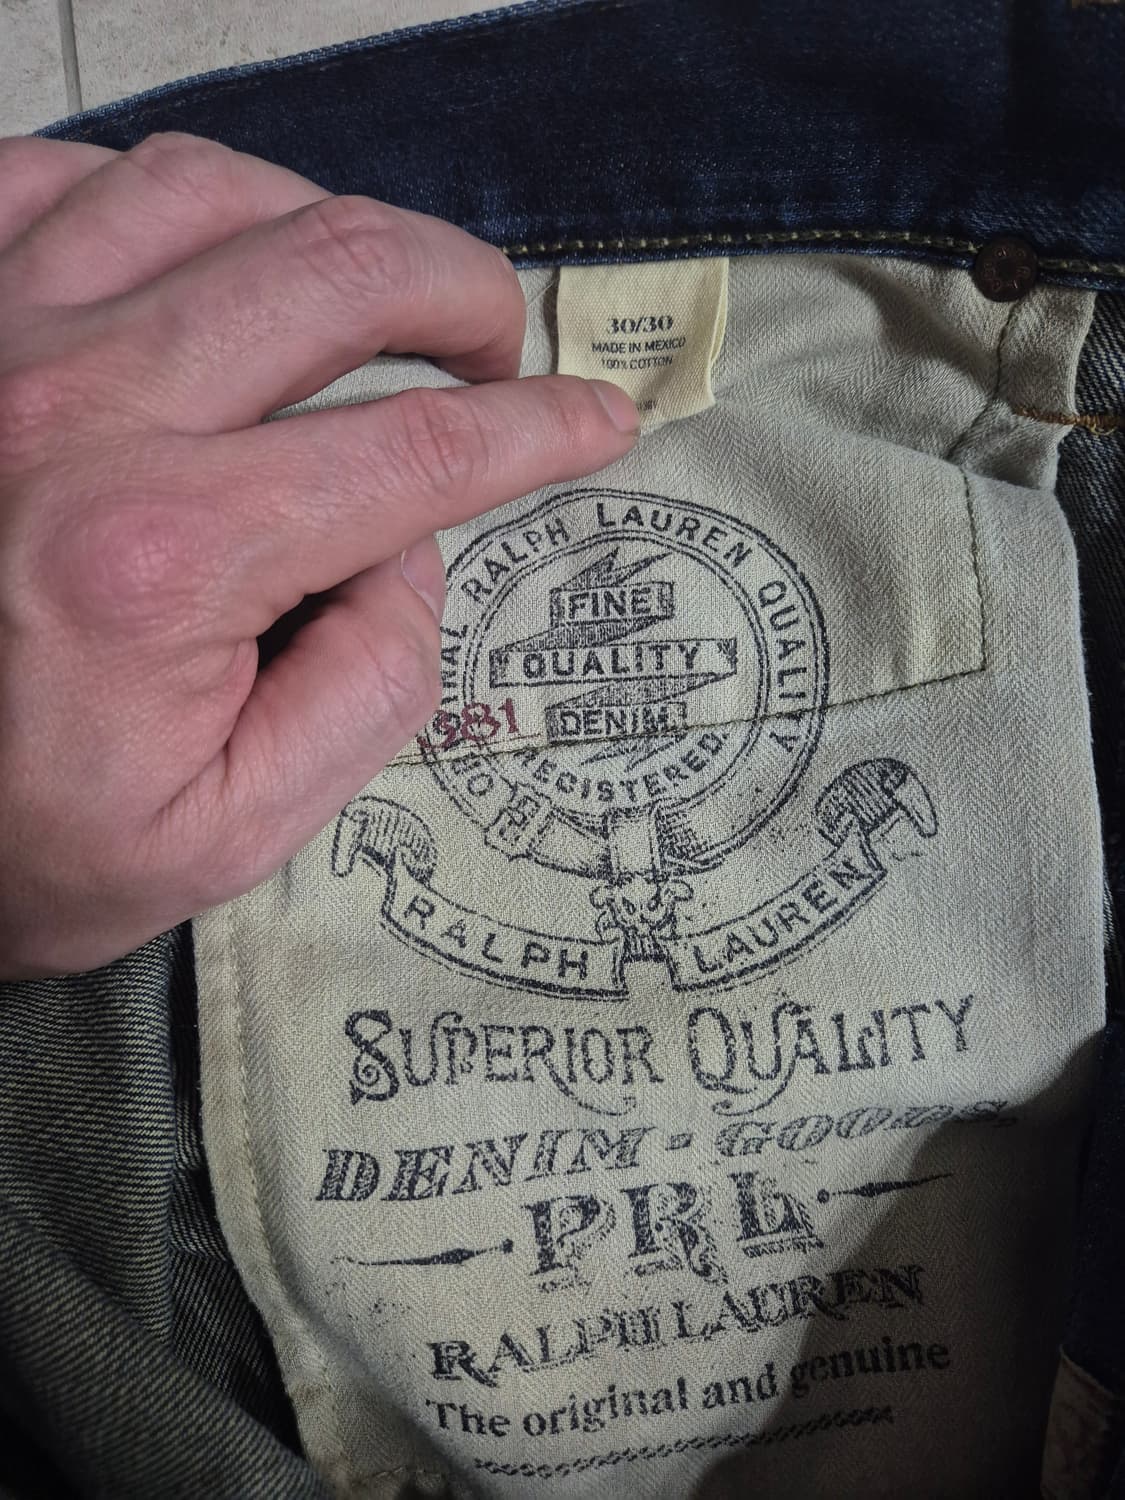 30/30
MADE IN MEXICO
100% COTTON
RALPH LAUREN QUALITY
FINE
QUALITY
DENIM
REGISTERED
RALPH LAUREN
SUPERIOR QUALITY
DENIM-GOODS
PRL
RALPH LAUREN
The original and genuine